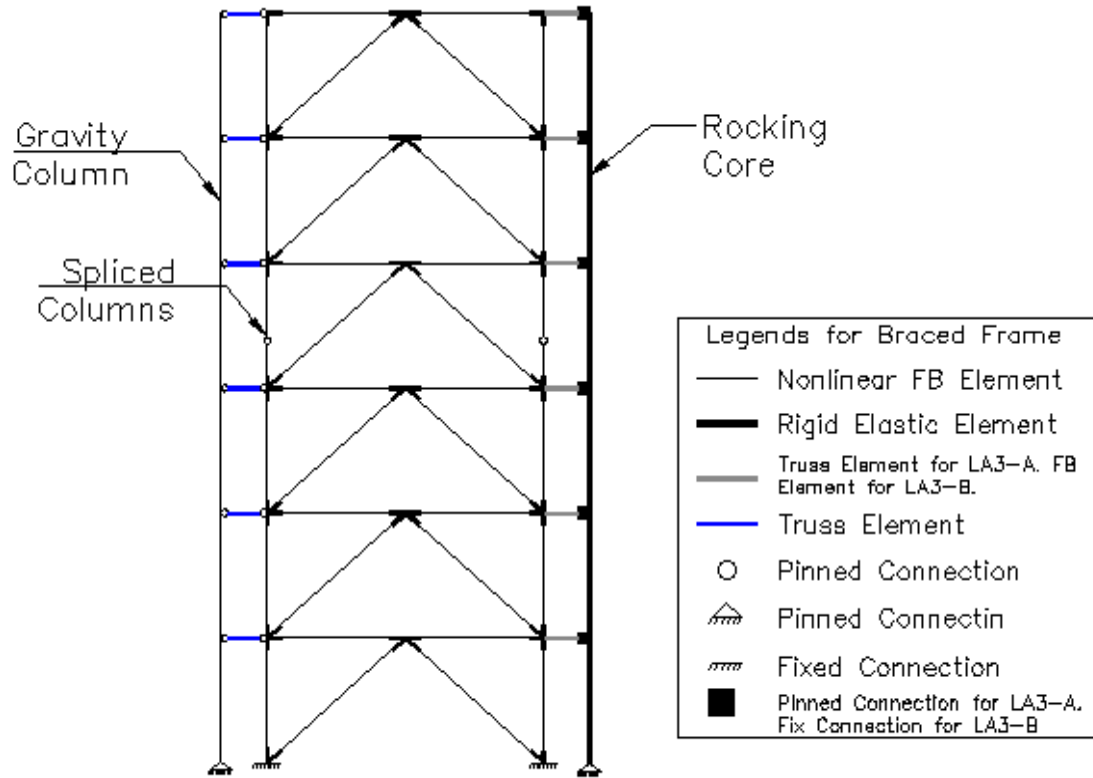 Gravity
Column
Spliced
Columns
Rocking
Core
Legends for Braced Frame
Nonlinear FB Element
Rigid Elastic Element
Truss Element for LA3-A. FB
Element for LA3-B.
Truss Element
Pinned Connection
Pinned Connectin
Fixed Connection
Pinned Connection for LA3-A.
Fix Connection for LA3-B